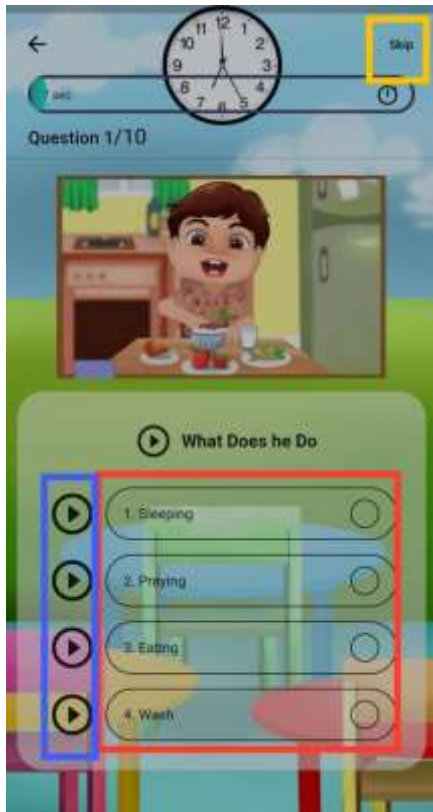 Skip
11 12 1
10 2
9 3
8 4
7 6 5
sec
Question 1/10
What Does he Do
1. Sleeping
2. Praying
3. Eating
4. Wash